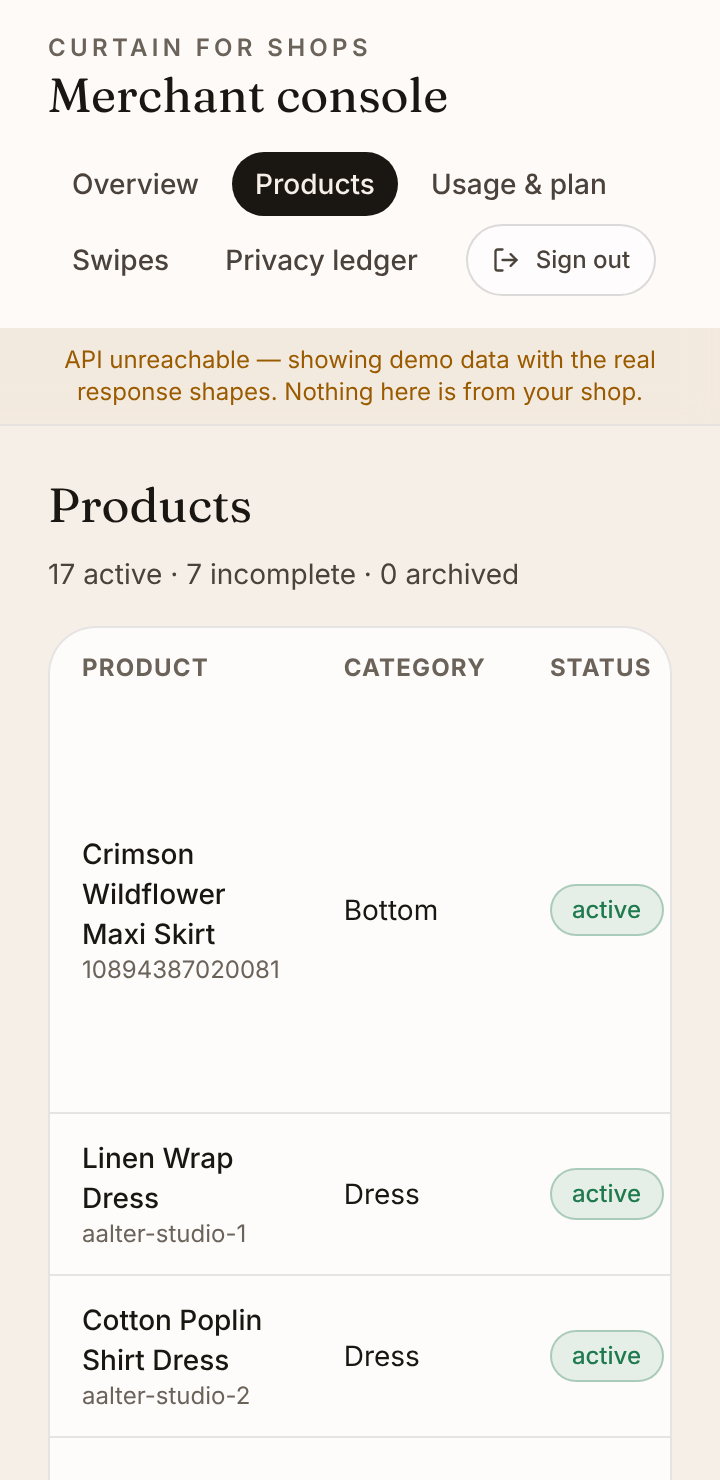 CURTAIN FOR SHOPS
Merchant console
Overview Products Usage & plan
Swipes Privacy ledger Sign out
API unreachable — showing demo data with the real
response shapes. Nothing here is from your shop.
Products
17 active · 7 incomplete · 0 archived
PRODUCT CATEGORY STATUS
Crimson
Wildflower
Maxi Skirt
10894387020081
Bottom
active
Linen Wrap
Dress
aalter-studio-1
Dress
active
Cotton Poplin
Shirt Dress
aalter-studio-2
Dress
active